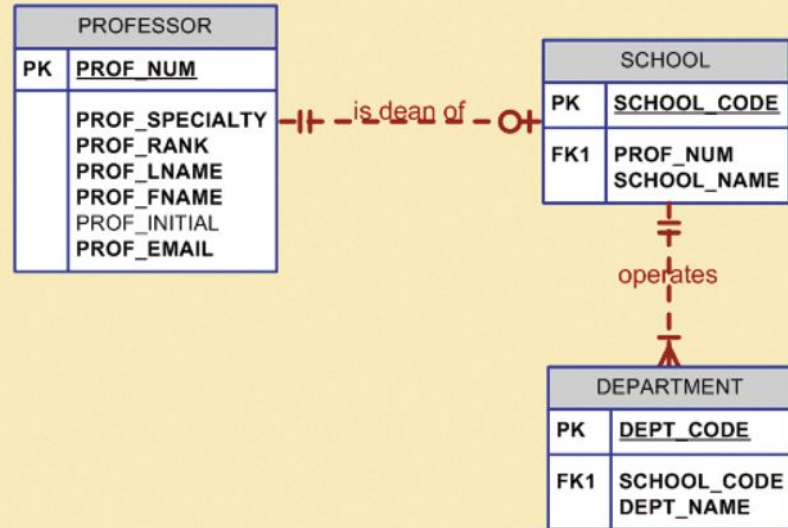 PROFESSOR
PK PROF_NUM
PROF_SPECIALTY
PROF_RANK
PROF_LNAME
PROF_FNAME
PROF_INITIAL
PROF_EMAIL
is dean of
SCHOOL
PK SCHOOL_CODE
FK1 PROF_NUM
SCHOOL_NAME
operates
DEPARTMENT
PK DEPT_CODE
FK1 SCHOOL_CODE
DEPT_NAME